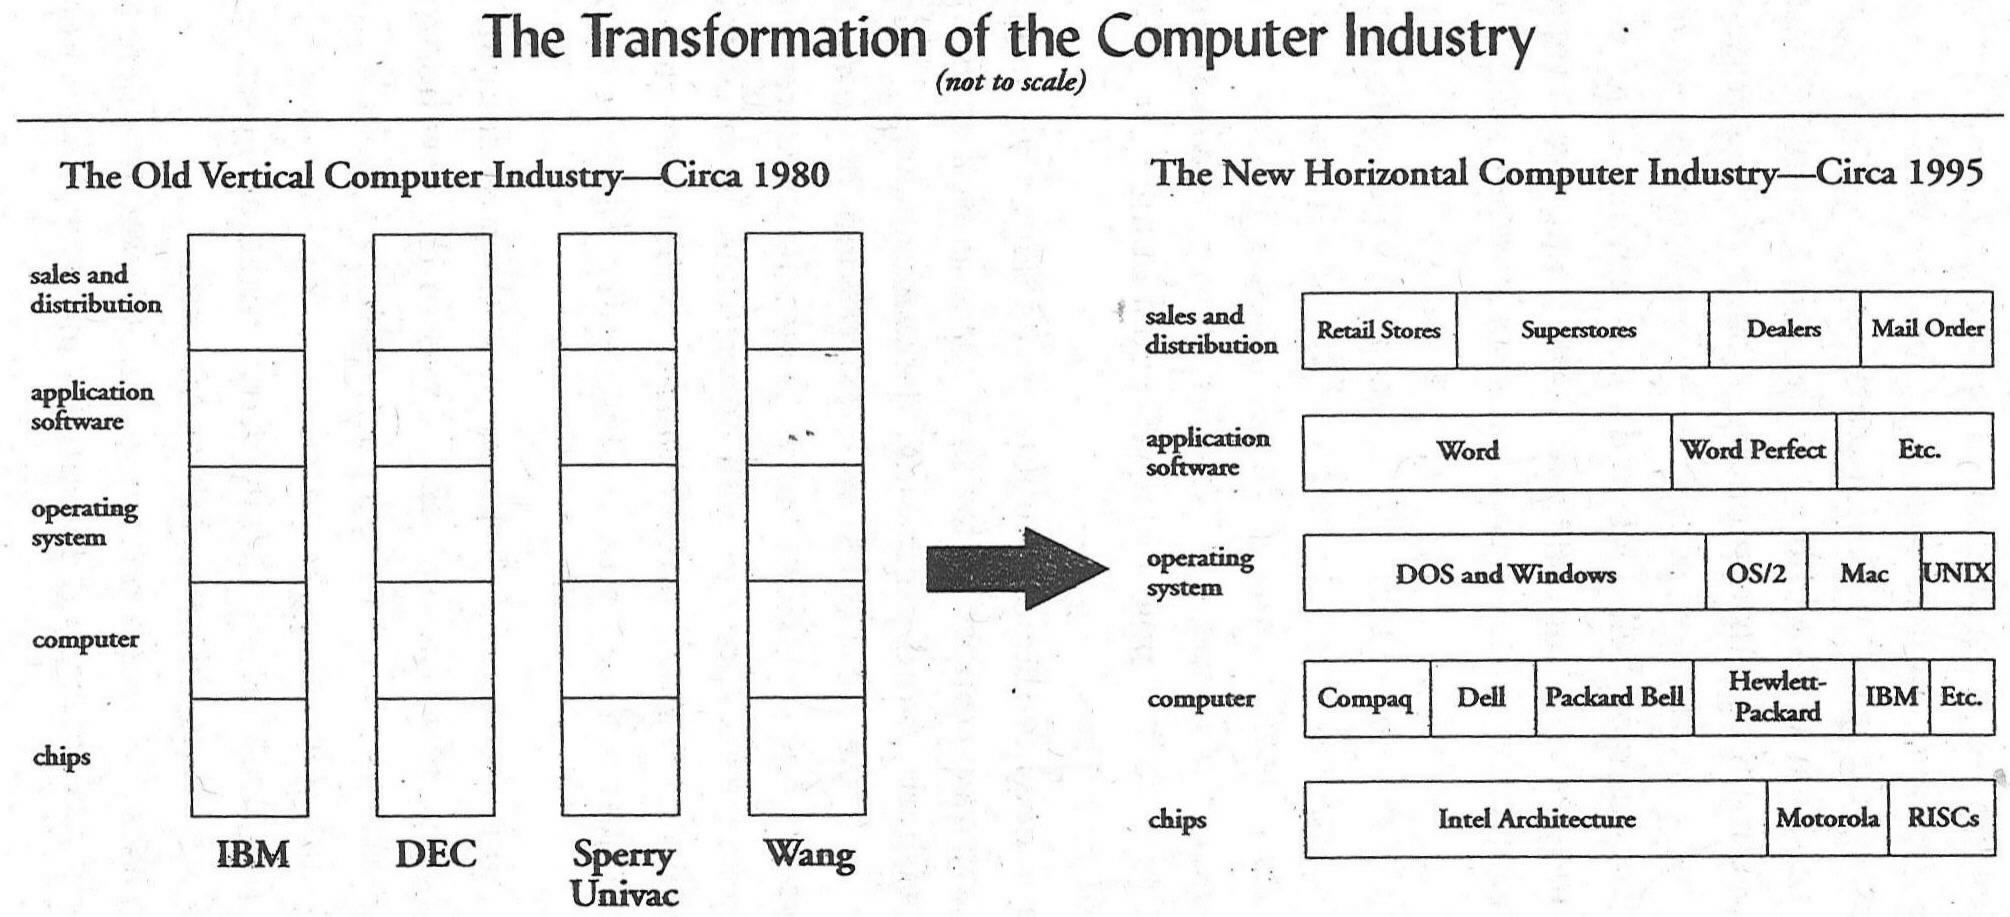 The Transformation of the Computer Industry
(not to scale)
The Old Vertical Computer Industry—Circa 1980
sales and
distribution
application
software
operating
system
computer
chips
IBM
DEC
Sperry
Univac
Wang
The New Horizontal Computer Industry—Circa 1995
sales and
distribution
Retail Stores
Superstores
Dealers
Mail Order
application
software
Word
Word Perfect
Etc.
operating
system
DOS and Windows
OS/2
Mac
UNIX
computer
Compaq
Dell
Packard Bell
Hewlett-
Packard
IBM
Etc.
chips
Intel Architecture
Motorola
RISCs